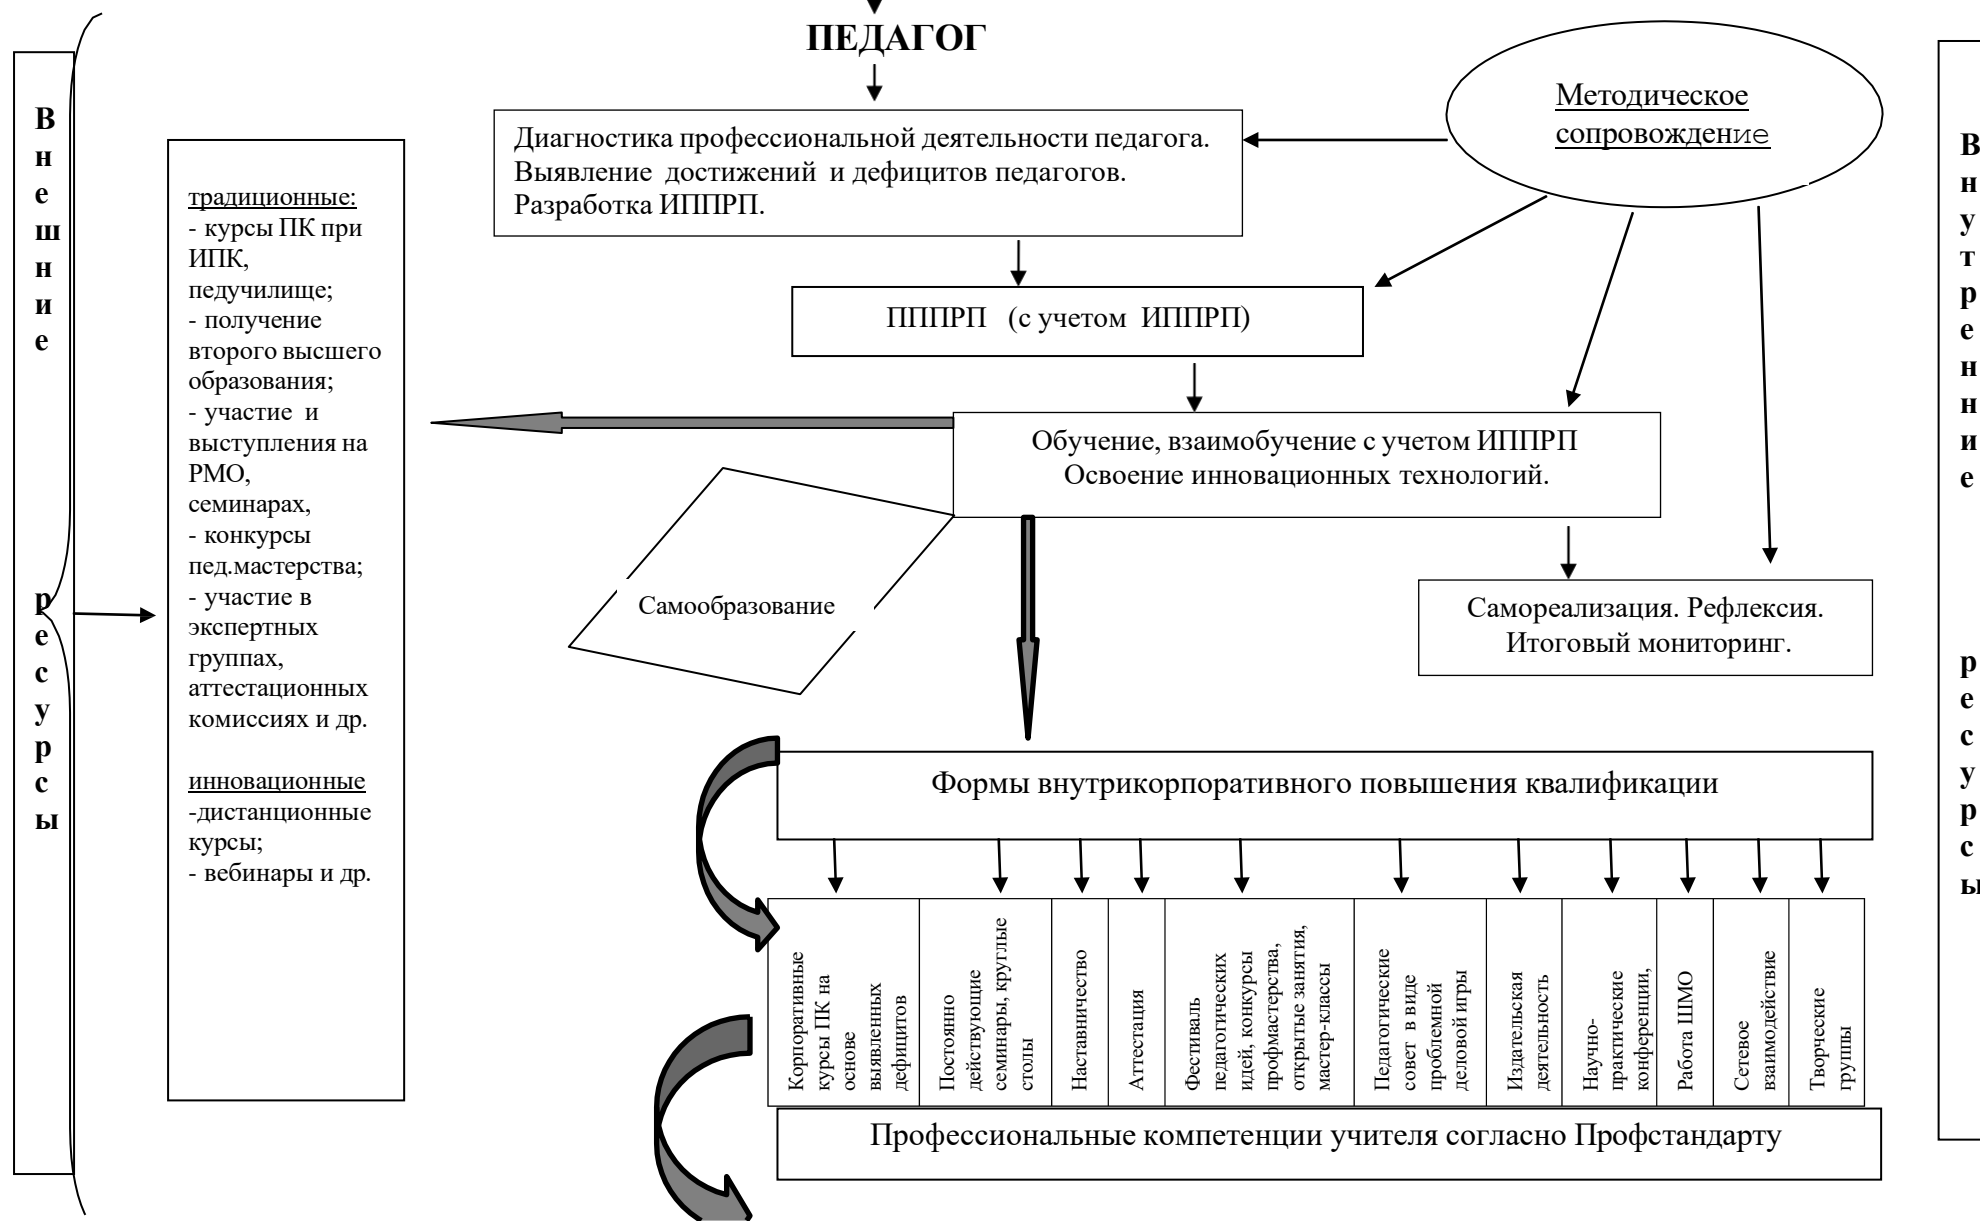 ПЕДАГОГ
Методическое
сопровождение
Диагностика профессиональной деятельности педагога.
Выявление достижений и дефицитов педагогов.
Разработка ИППРП.
Внешние ресурсы
традиционные:
- курсы ПК при
ИПК,
педучилище;
- получение
второго высшего
образования;
- участие и
выступления на
РМО,
семинарах,
- конкурсы
пед.мастерства;
- участие в
экспертных
группах,
аттестационных
комиссиях и др.
инновационные
-дистанционные
курсы;
- вебинары и др.
ПППРП (с учетом ИППРП)
Обучение, взаимобучение с учетом ИППРП
Освоение инновационных технологий.
Самообразование
Самореализация. Рефлексия.
Итоговый мониторинг.
Внутренние ресурсы
Формы внутрикорпоративного повышения квалификации
Корпоративные
курсы ПК на
основе
выявленных
дефицитов
Постоянно
действующие
семинары, круглые
столы
Наставничество
Аттестация
Фестиваль
педагогических
идей, конкурсы
профмастерства,
открытые занятия,
мастер-классы
Педагогические
совет в виде
проблемной
деловой игры
Издательская
деятельность
Научно-
практические
конференции,
Работа ШМО
Сетевое
взаимодействие
Творческие
группы
Профессиональные компетенции учителя согласно Профстандарту